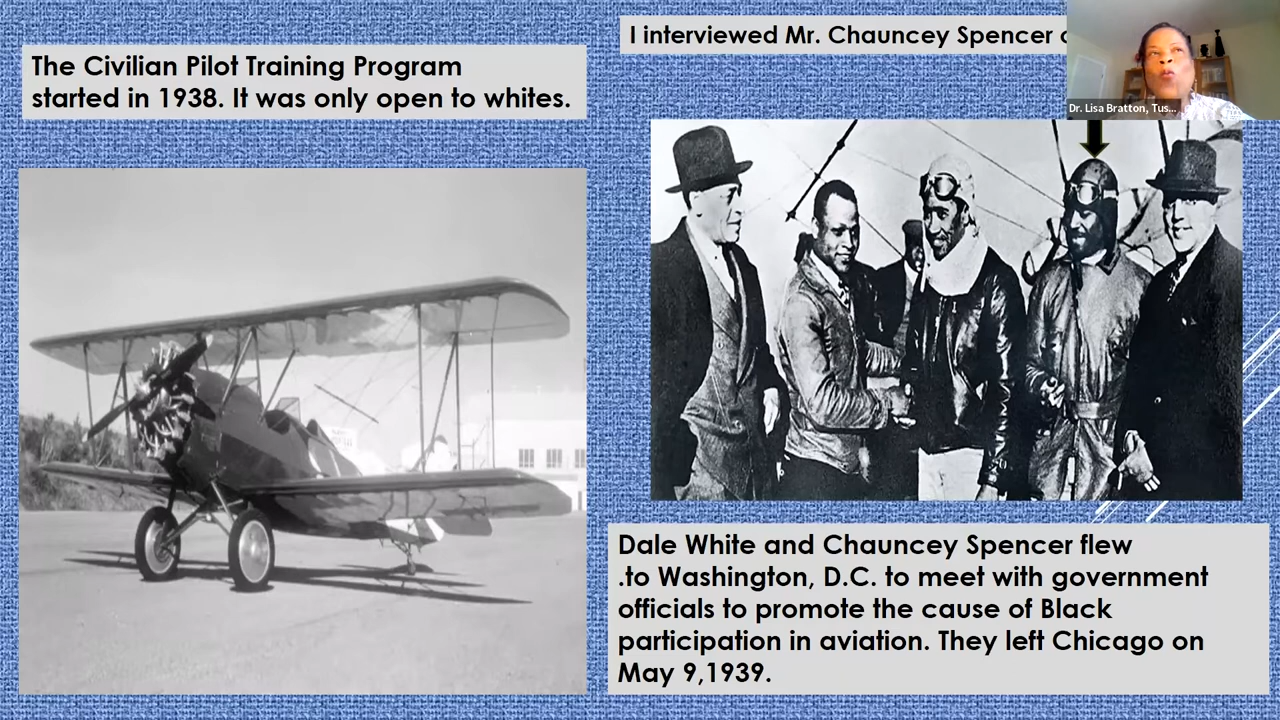 The Civilian Pilot Training Program
started in 1938. It was only open to whites.
I interviewed Mr. Chauncey Spencer
Dr. Lisa Bratton, Tus...
Dale White and Chauncey Spencer flew
.to Washington, D.C. to meet with government
officials to promote the cause of Black
participation in aviation. They left Chicago on
May 9,1939.